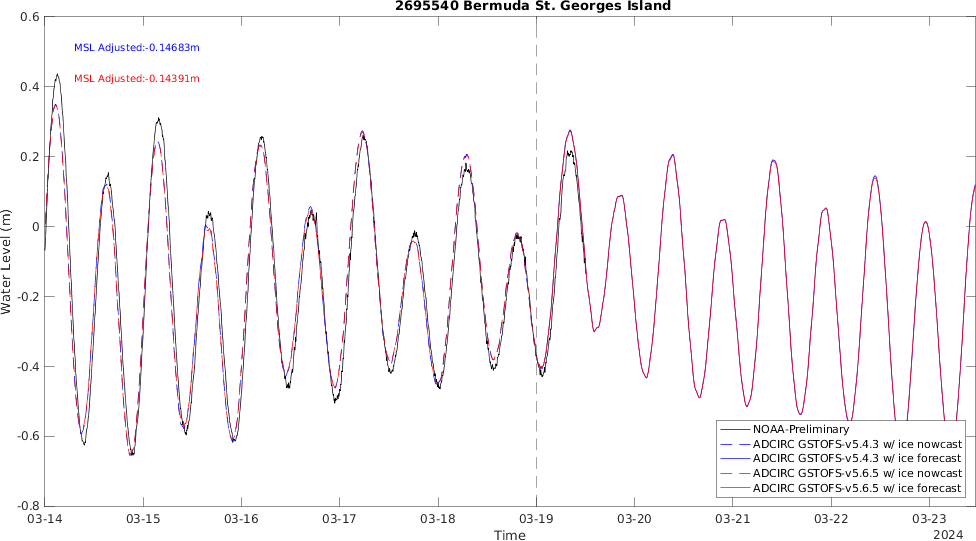 2695540 Bermuda St. Georges Island
0.6
MSL Adjusted:-0.14683m
MSL Adjusted:-0.14391m
0.4
0.2
0
-0.2
-0.4
-0.6
-0.8
Water Level (m)
NOAA-Preliminary
ADCIRC GSTOFS-v5.4.3 w/ ice nowcast
ADCIRC GSTOFS-v5.4.3 w/ ice forecast
ADCIRC GSTOFS-v5.6.5 w/ ice nowcast
ADCIRC GSTOFS-v5.6.5 w/ ice forecast
03-14 03-15 03-16 03-17 03-18 03-19 03-20 03-21 03-22 03-23
Time
2024